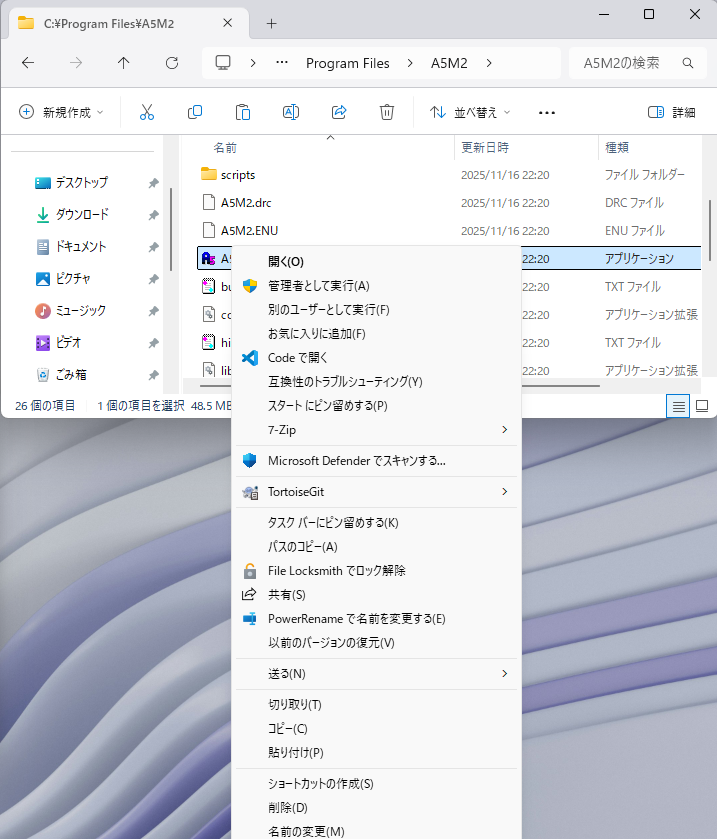 C:¥Program Files¥A5M2
Program Files
A5M2
A5M2の検索
新規作成
並べ替え
詳細
名前
更新日時
種類
デスクトップ
ダウンロード
ドキュメント
ピクチャ
ミュージック
ビデオ
ごみ箱
scripts 2025/11/16 22:20 ファイル フォルダー
A5M2.drc 2025/11/16 22:20 DRC ファイル
A5M2.ENU 2025/11/16 22:20 ENU ファイル
22:20 アプリケーション
22:20 TXT ファイル
22:20 アプリケーション拡張
22:20 TXT ファイル
22:20 アプリケーション拡張
26 個の項目
1 個の項目を選択 48.5 MB
開く(O)
管理者として実行(A)
別のユーザーとして実行(F)
お気に入りに追加(F)
Code で開く
互換性のトラブルシューティング(Y)
スタート にピン留めする(P)
7-Zip
Microsoft Defender でスキャンする...
TortoiseGit
タスク バーにピン留めする(K)
パスのコピー(A)
File Locksmith でロック解除
共有(S)
PowerRename で名前を変更する(E)
以前のバージョンの復元(V)
送る(N)
切り取り(T)
コピー(C)
貼り付け(P)
ショートカットの作成(S)
削除(D)
名前の変更(M)